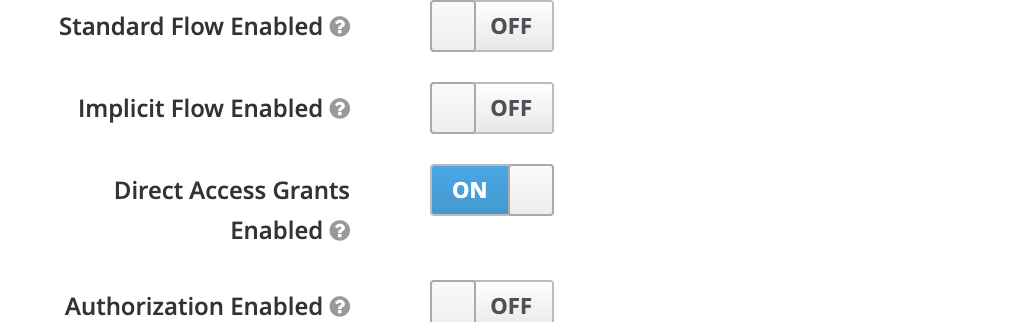 Standard Flow Enabled ? OFF
Implicit Flow Enabled ? OFF
Direct Access Grants ON
Enabled ?
Authorization Enabled ? OFF